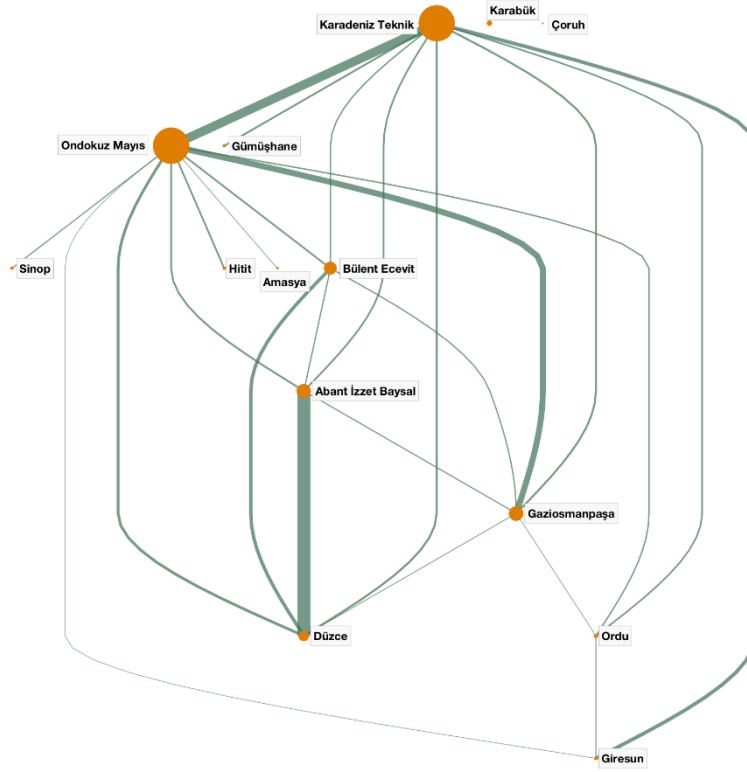 Karabük
Karadeniz Teknik
Çoruh
Ondokuz Mayıs
Gümüşhane
Sinop
Hitit
Bülent Ecevit
Amasya
Abant İzzet Baysal
Gaziosmanpaşa
Düzce
Ordu
Giresun